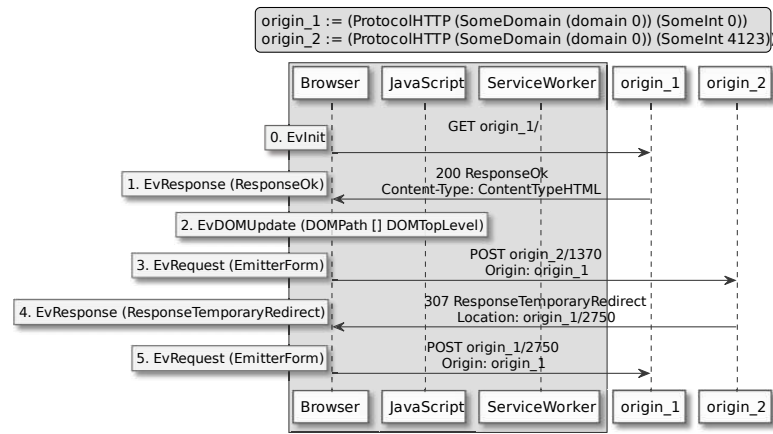 origin_1 := (ProtocolHTTP (SomeDomain (domain 0)) (SomeInt 0))
origin_2 := (ProtocolHTTP (SomeDomain (domain 0)) (SomeInt 4123))
Browser JavaScript ServiceWorker origin_1 origin_2
0. EvInit
GET origin_1/
1. EvResponse (ResponseOk)
200 ResponseOk
Content-Type: ContentTypeHTML
2. EvDOMUpdate (DOMPath [] DOMTopLevel)
3. EvRequest (EmitterForm)
POST origin_2/1370
Origin: origin_1
4. EvResponse (ResponseTemporaryRedirect)
307 ResponseTemporaryRedirect
Location: origin_1/2750
5. EvRequest (EmitterForm)
POST origin_1/2750
Origin: origin_1
Browser JavaScript ServiceWorker origin_1 origin_2